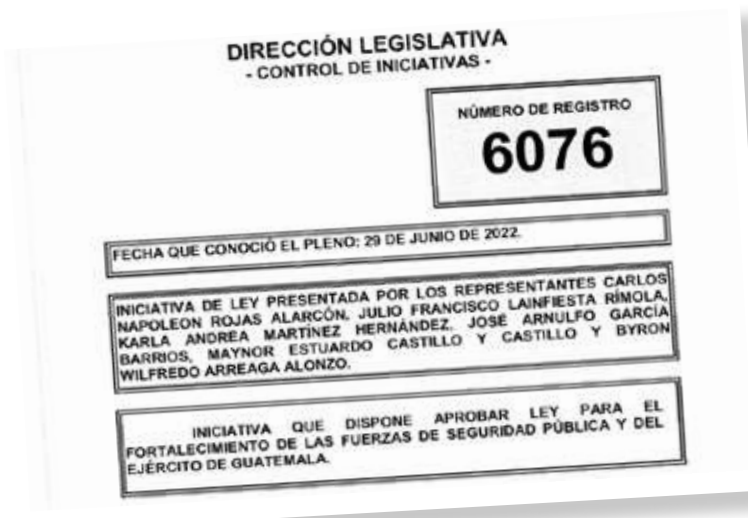 DIRECCIÓN LEGISLATIVA
- CONTROL DE INICIATIVAS -
NÚMERO DE REGISTRO
6076
FECHA QUE CONOCIÓ EL PLENO: 29 DE JUNIO DE 2022.
INICIATIVA DE LEY PRESENTADA POR LOS REPRESENTANTES CARLOS
NAPOLEON ROJAS ALARCÓN, JULIO FRANCISCO LAINFIESTA RÍMOLA,
KARLA ANDREA MARTÍNEZ HERNÁNDEZ, JOSÉ ARNULFO GARCÍA
BARRIOS, MAYNOR ESTUARDO CASTILLO Y CASTILLO Y BYRON
WILFREDO ARREAGA ALONZO.
INICIATIVA QUE DISPONE APROBAR LEY PARA EL
FORTALECIMIENTO DE LAS FUERZAS DE SEGURIDAD PÚBLICA Y DEL
EJÉRCITO DE GUATEMALA.